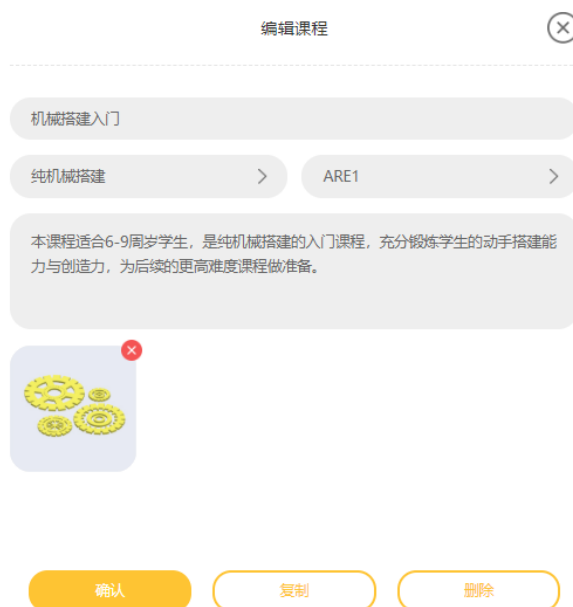 编辑课程
机械搭建入门
纯机械搭建
ARE1
本课程适合6-9周岁学生，是纯机械搭建的入门课程，充分锻炼学生的动手搭建能
力与创造力，为后续的更高难度课程做准备。
确认
复制
删除